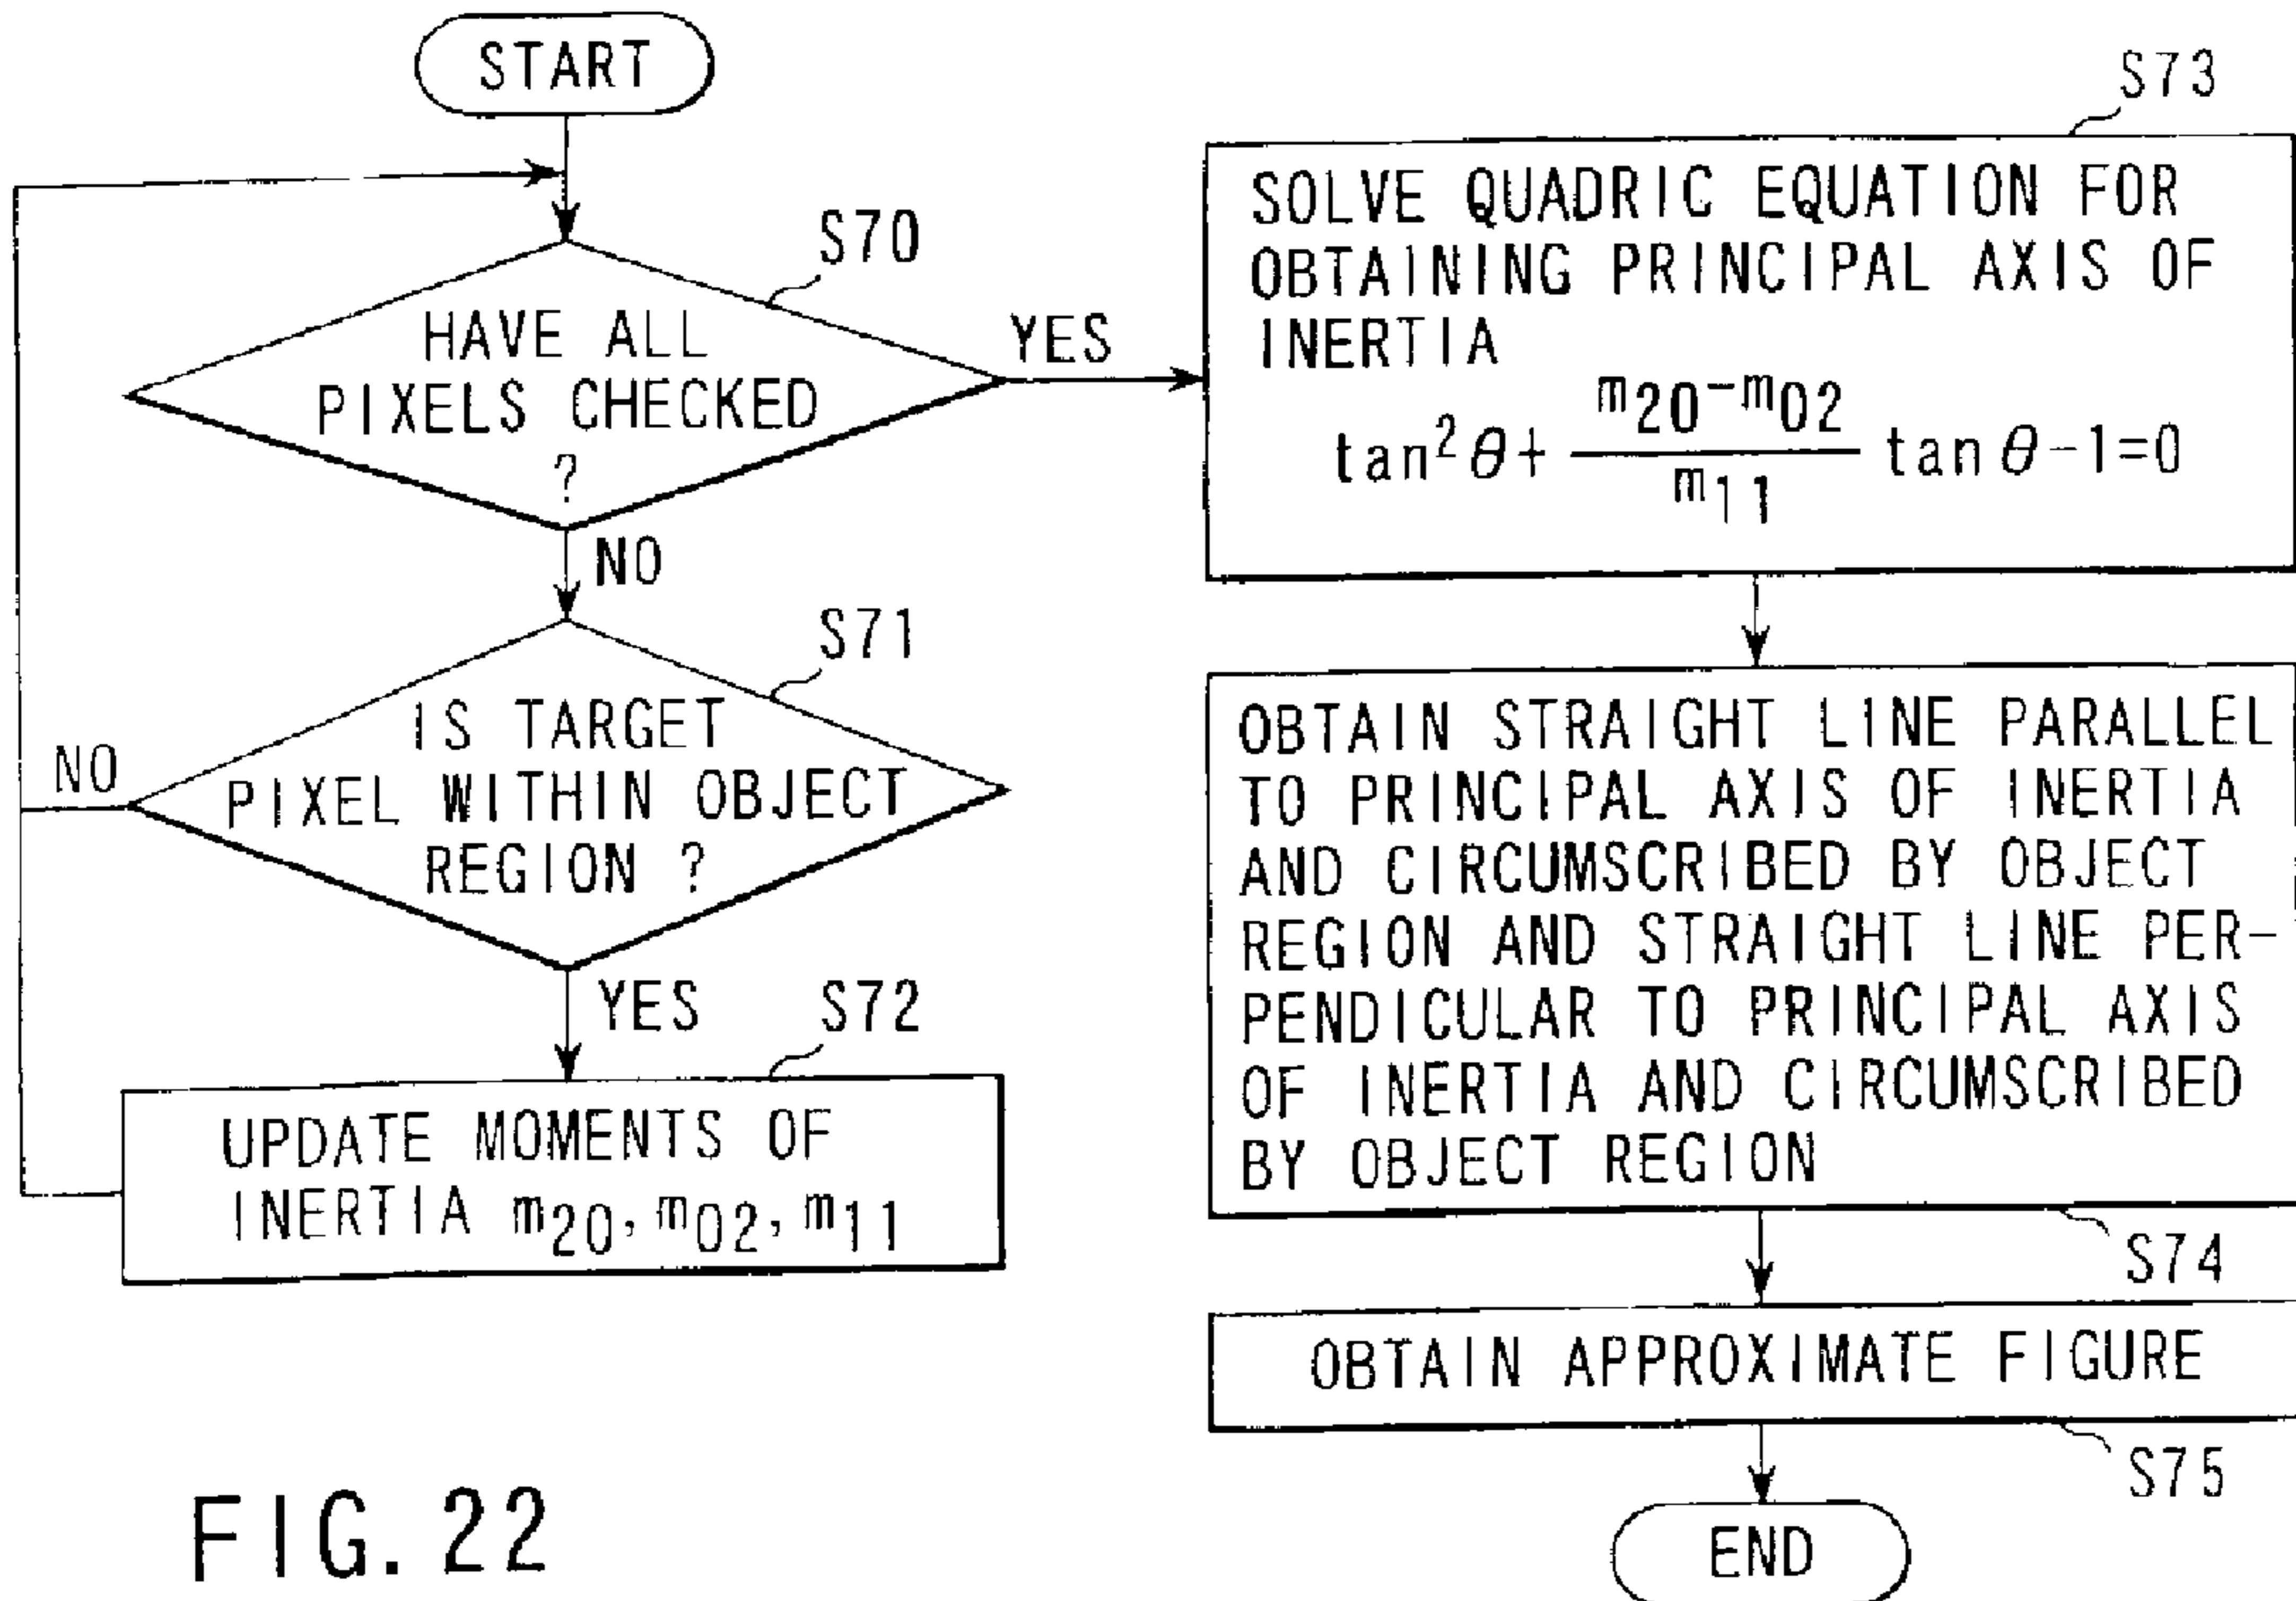 START
S70
HAVE ALL
PIXELS CHECKED
?
YES
NO
S71
IS TARGET
PIXEL WITHIN OBJECT
REGION ?
NO
YES
S72
UPDATE MOMENTS OF
INERTIA m20, m02, m11
S73
SOLVE QUADRIC EQUATION FOR
OBTAINING PRINCIPAL AXIS OF
INERTIA
tan²θ+ (m20-m02)/m11 tanθ-1=0
OBTAIN STRAIGHT LINE PARALLEL
TO PRINCIPAL AXIS OF INERTIA
AND CIRCUMSCRIBED BY OBJECT
REGION AND STRAIGHT LINE PER-
PENDICULAR TO PRINCIPAL AXIS
OF INERTIA AND CIRCUMSCRIBED
BY OBJECT REGION
S74
OBTAIN APPROXIMATE FIGURE
S75
END
FIG. 22